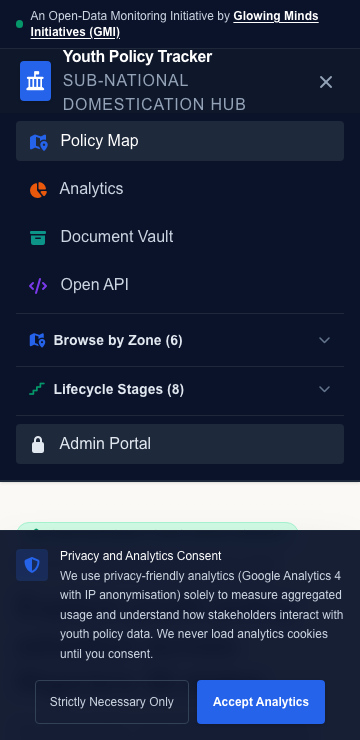 An Open-Data Monitoring Initiative by Glowing Minds
Initiatives (GMI)
Youth Policy Tracker
SUB-NATIONAL
DOMESTICATION HUB
Policy Map
Analytics
Document Vault
Open API
Browse by Zone (6)
Lifecycle Stages (8)
Admin Portal
Privacy and Analytics Consent
We use privacy-friendly analytics (Google Analytics 4
with IP anonymisation) solely to measure aggregated
usage and understand how stakeholders interact with
youth policy data. We never load analytics cookies
until you consent.
Strictly Necessary Only
Accept Analytics